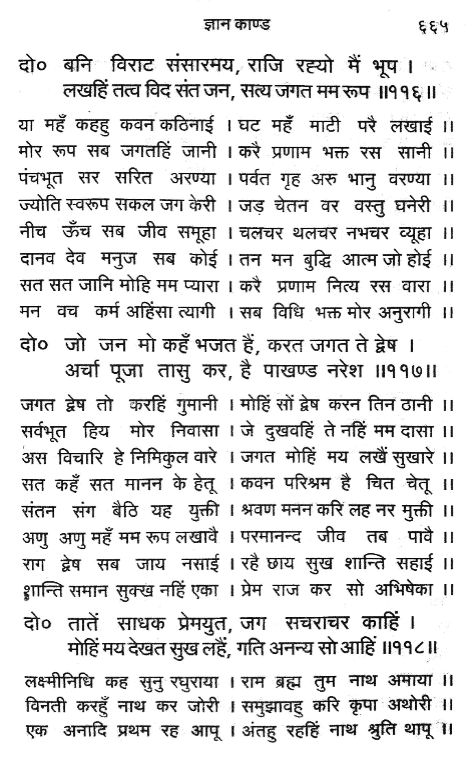 ज्ञान काण्ड ६६५
दो० बनि विराट संसारमय, राजि रह्यो मैं भूप ।
लखहिं तत्व विद संत जन, सत्य जगत मम रूप ॥११६॥
या महँ कहहु कवन कठिनाई । घट महँ माटी परै लखाई ॥
मोर रूप सब जगतहिं जानी । करै प्रणाम भक्त रस सानी ॥
पंचभूत सर सरित अरण्या । पर्वत गृह अरु भानु वरण्या ॥
ज्योति स्वरूप सकल जग केरी । जड़ चेतन वर वस्तु घनेरी ॥
नीच ऊँच सब जीव समूहा । चलचर थलचर नभचर व्यूहा ॥
दानव देव मनुज सब कोई । तन मन बुद्धि आत्म जो होई ॥
सत सत जानि मोहि मम प्यारा । करै प्रणाम नित्य रस वारा ॥
मन वच कर्म अहिंसा त्यागी । सब विधि भक्त मोर अनुरागी ॥
दो० जो जन मो कहँ भजत हैं, करत जगत ते द्वेष ।
अर्चा पूजा तासु कर, है पाखण्ड नरेश ॥११७॥
जगत द्वेष तो करहिं गुमानी । मोहिं सों द्वेष करन तिन ठानी ॥
सर्वभूत हिय मोर निवासा । जे दुखवहिं ते नहिं मम दासा ॥
अस विचारि हे निमिकुल वारे । जगत मोहिं मय लखैं सुखारे ॥
सत कहँ सत मानन के हेतू । कवन परिश्रम है चित चेतू ॥
संतन संग बैठि यह युक्ती । श्रवण मनन करि लह नर मुक्ती ॥
अणु अणु महँ मम रूप लखावै । परमानन्द जीव तब पावै ॥
राग द्वेष सब जाय नसाई । रहै छाय सुख शान्ति सहाई ॥
शान्ति समान सुक्ख नहिं एका । प्रेम राज कर सो अभिषेका ॥
दो० तातें साधक प्रेमयुत, जग सचराचर काहिं ।
मोहिं मय देखत सुख लहैं, गति अनन्य सो आहिं ॥११८॥
लक्ष्मीनिधि कह सुनु रघुराया । राम ब्रह्म तुम नाथ अमाया ॥
विनती करहुँ नाथ कर जोरी । समुझावहु करि कृपा अथोरी ॥
एक अनादि प्रथम रह आपू । अंतहु रहहिं नाथ श्रुति थापू ॥